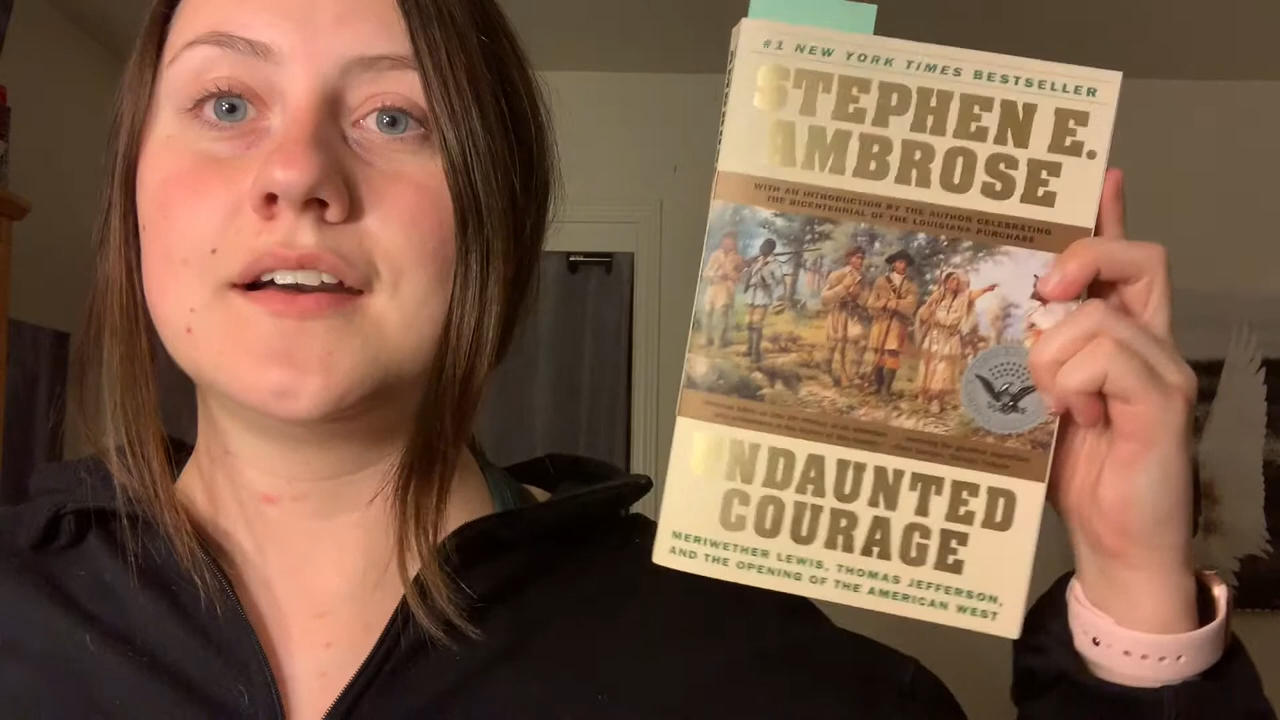 #1 NEW YORK TIMES BESTSELLER
STEPHEN E.
AMBROSE
WITH AN INTRODUCTION BY THE AUTHOR CELEBRATING
THE BICENTENNIAL OF THE LOUISIANA PURCHASE
UNDAUNTED
COURAGE
MERIWETHER LEWIS, THOMAS JEFFERSON,
AND THE OPENING OF THE AMERICAN WEST